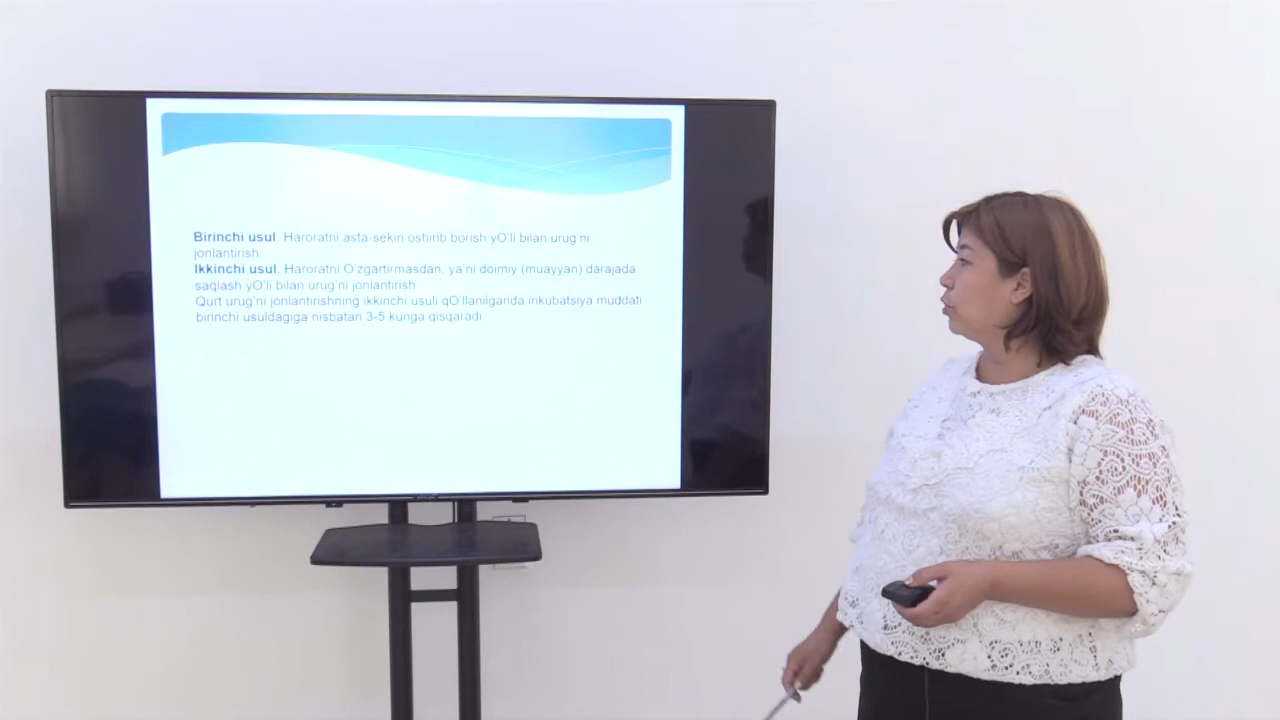 Birinchi usul. Haroratni asta-sekin oshirib borish yO'li bilan urug'ni
jonlantirish.
Ikkinchi usul. Haroratni O'zgartirmasdan, ya'ni doimiy (muayyan) darajada
saqlash yO'li bilan urug'ni jonlantirish.
Qurt urug'ni jonlantirishning ikkinchi usuli qO'llanilganda inkubatsiya muddati
birinchi usuldagiga nisbatan 3-5 kunga qisqaradi.